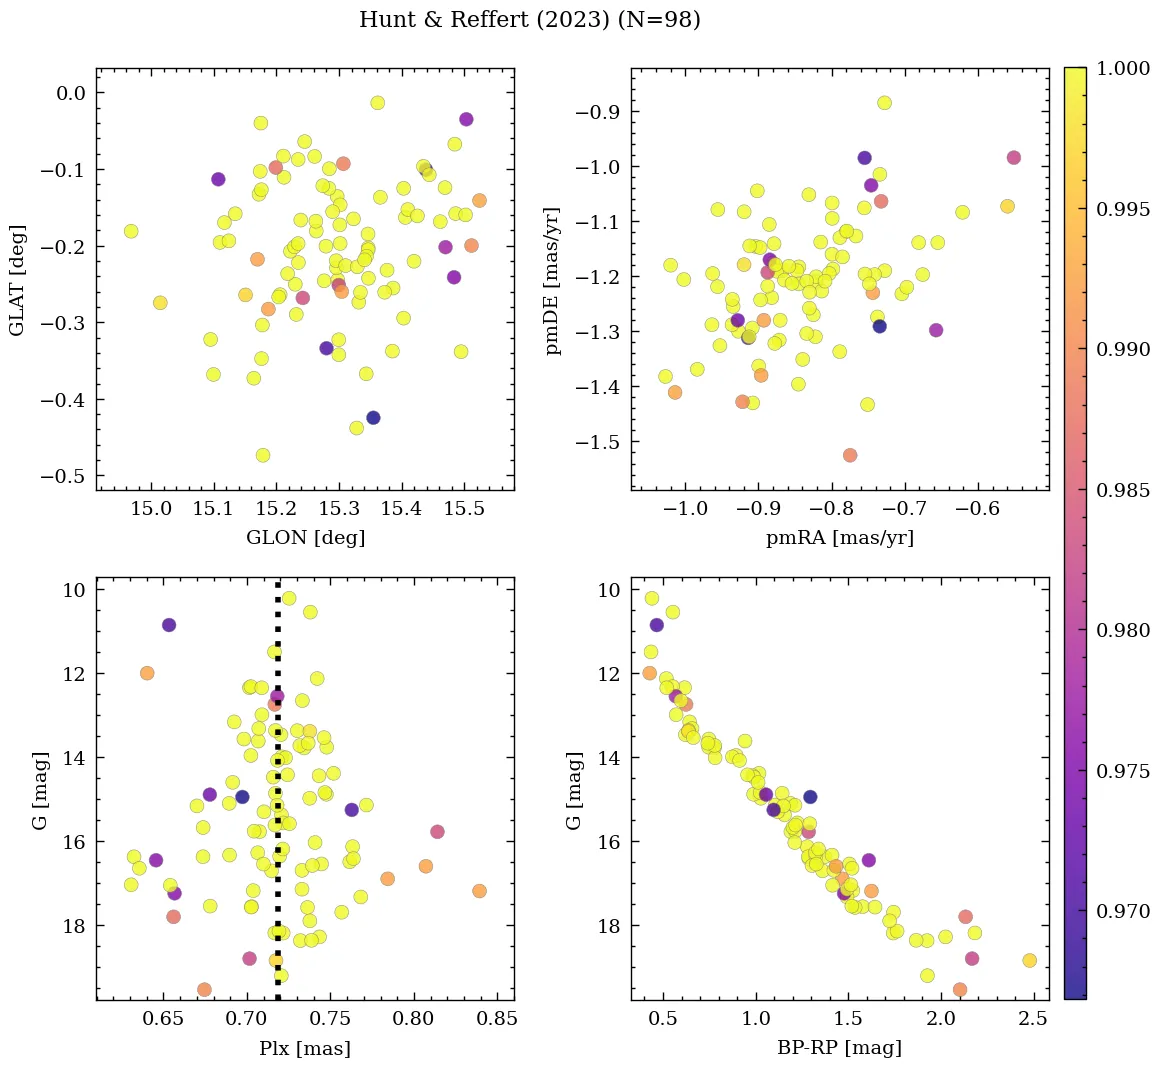 Hunt & Reffert (2023) (N=98)
0.0
−0.1
−0.2
−0.3
−0.4
−0.5
GLAT [deg]
15.0 15.1 15.2 15.3 15.4 15.5
GLON [deg]
−0.9
−1.0
−1.1
−1.2
−1.3
−1.4
−1.5
pmDE [mas/yr]
−1.0 −0.9 −0.8 −0.7 −0.6
pmRA [mas/yr]
10
12
14
16
18
G [mag]
0.65 0.70 0.75 0.80 0.85
Plx [mas]
10
12
14
16
18
G [mag]
0.5 1.0 1.5 2.0 2.5
BP-RP [mag]
1.000
0.995
0.990
0.985
0.980
0.975
0.970